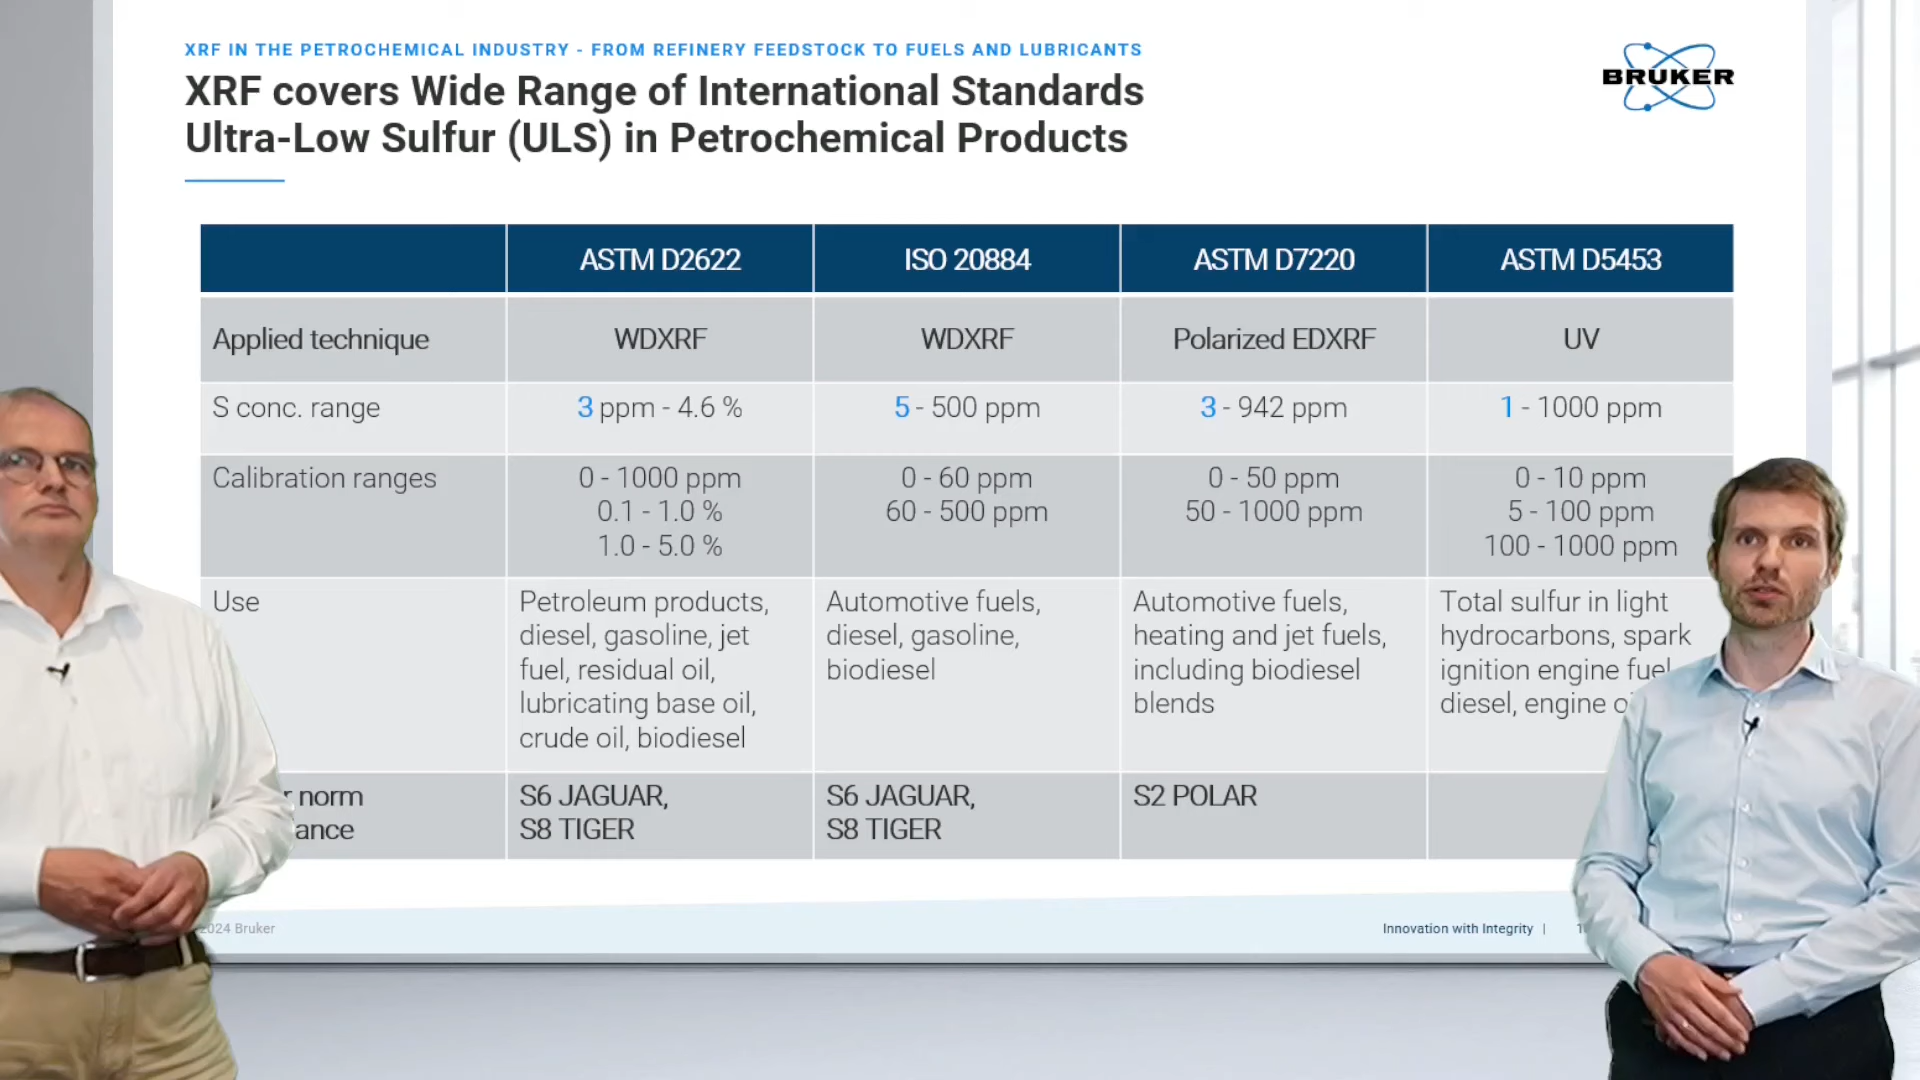 XRF IN THE PETROCHEMICAL INDUSTRY - FROM REFINERY FEEDSTOCK TO FUELS AND LUBRICANTS
XRF covers Wide Range of International Standards
Ultra-Low Sulfur (ULS) in Petrochemical Products
BRUKER
ASTM D2622 ISO 20884 ASTM D7220 ASTM D5453
Applied technique WDXRF WDXRF Polarized EDXRF UV
S conc. range 3 ppm - 4.6 % 5 - 500 ppm 3 - 942 ppm 1 - 1000 ppm
Calibration ranges 0 - 1000 ppm 0 - 60 ppm 0 - 50 ppm 0 - 10 ppm
0.1 - 1.0 % 60 - 500 ppm 50 - 1000 ppm 5 - 100 ppm
1.0 - 5.0 % 100 - 1000 ppm
Use Petroleum products, Automotive fuels, Automotive fuels, Total sulfur in light
diesel, gasoline, jet diesel, gasoline, heating and jet fuels, hydrocarbons, spark
fuel, residual oil, biodiesel including biodiesel ignition engine fuel
lubricating base oil, blends diesel, engine
crude oil, biodiesel
norm S6 JAGUAR, S6 JAGUAR, S2 POLAR
S8 TIGER S8 TIGER
2024 Bruker Innovation with Integrity |